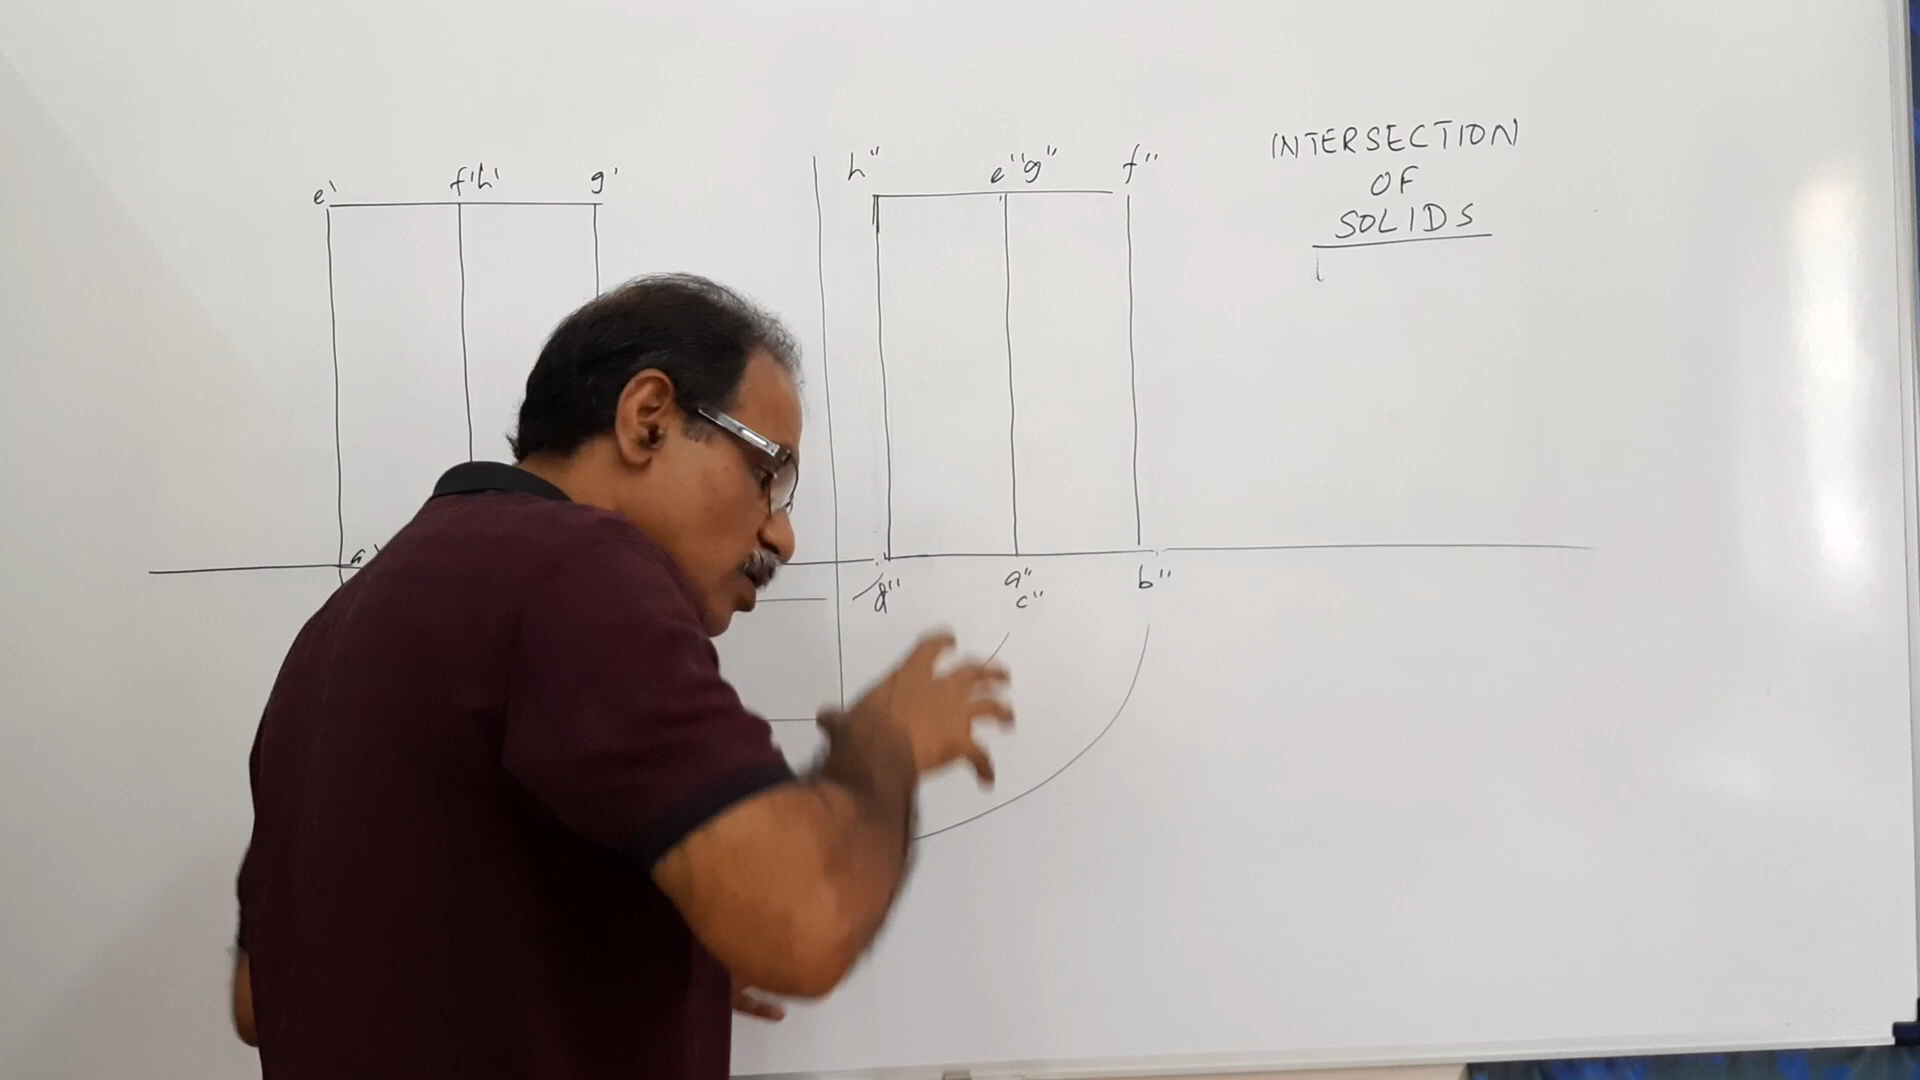 e' f'h' g'
h" e"g" f"
INTERSECTION
OF
SOLIDS
a'
d" a" b"
c"